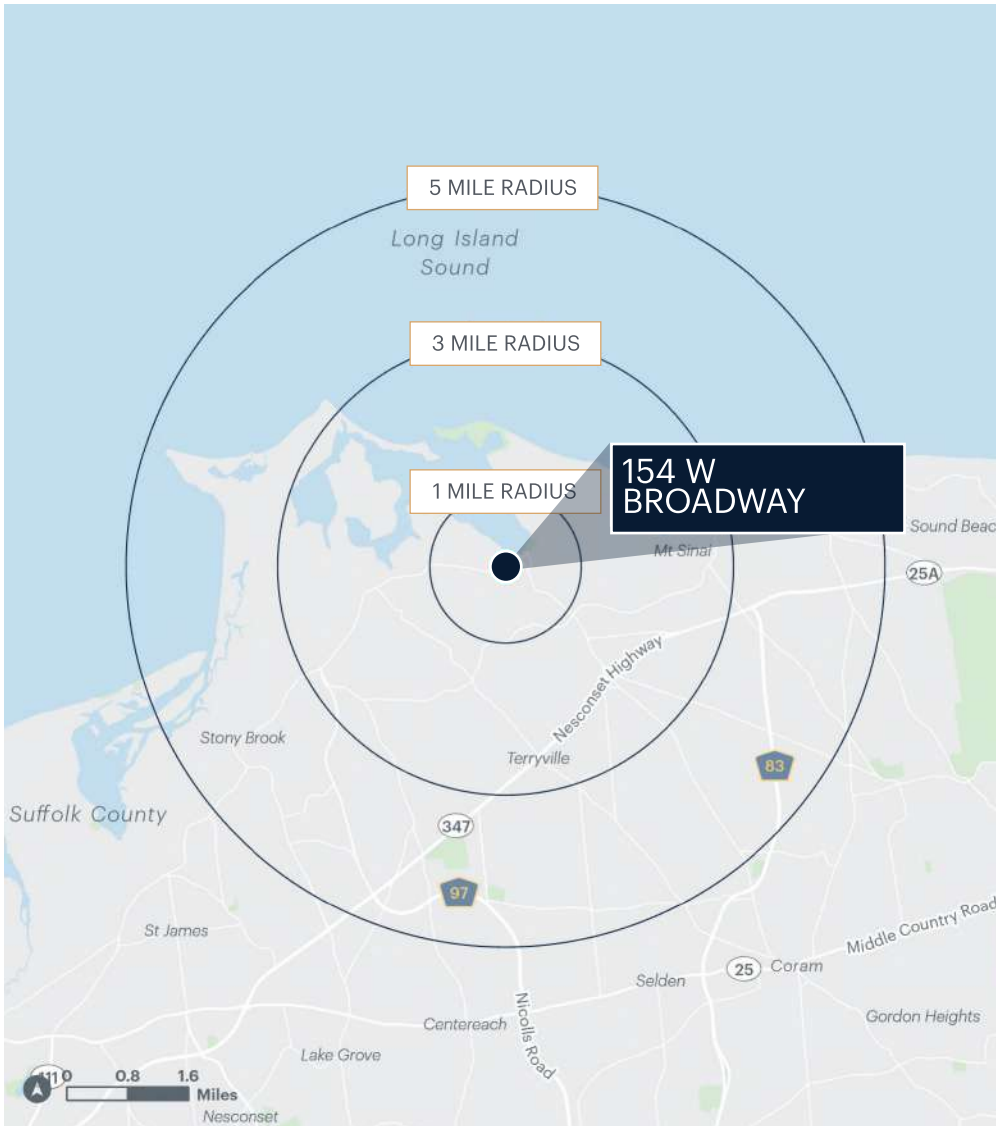 5 MILE RADIUS
Long Island
Sound
3 MILE RADIUS
154 W
BROADWAY
1 MILE RADIUS
Sound Beac
Mt Sinai
25A
Nesconset Highway
Stony Brook
Terryville
83
Suffolk County
347
97
St James
Middle Country Road
25
Coram
Selden
Nicolls Road
Gordon Heights
Centereach
Lake Grove
111
0 0.8 1.6
Miles
Nesconset